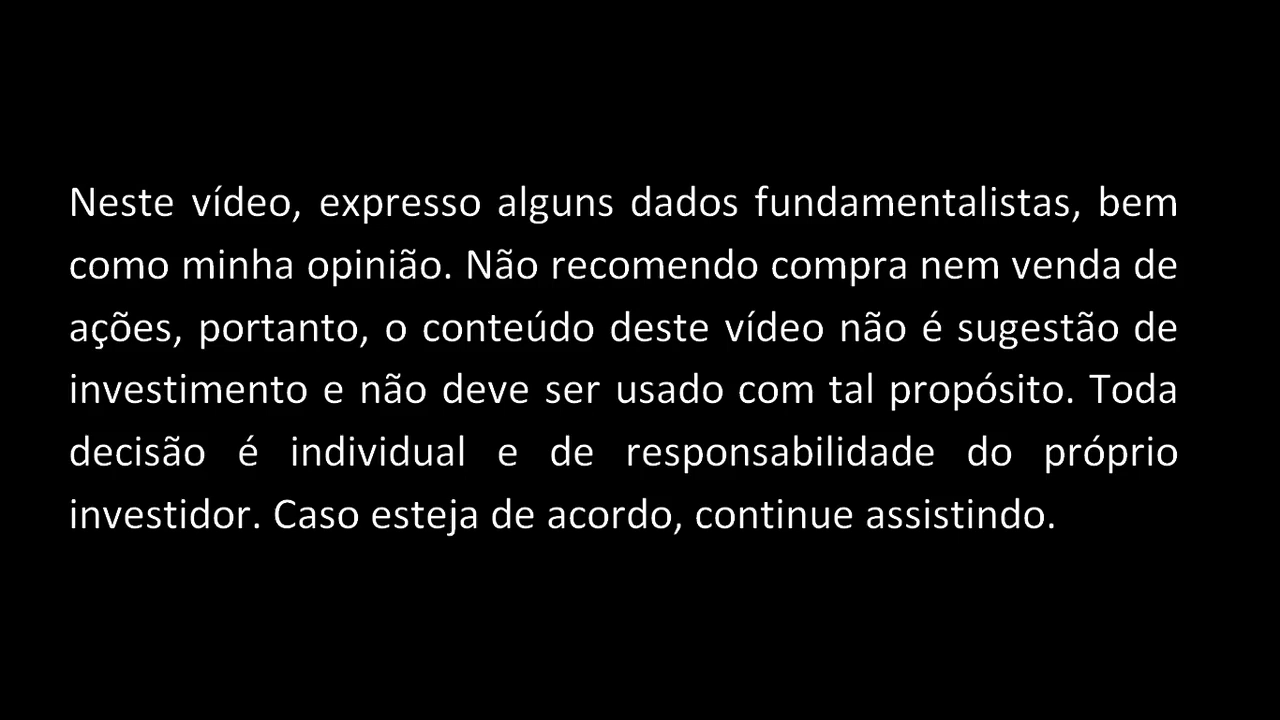 Neste vídeo, expresso alguns dados fundamentalistas, bem
como minha opinião. Não recomendo compra nem venda de
ações, portanto, o conteúdo deste vídeo não é sugestão de
investimento e não deve ser usado com tal propósito. Toda
decisão é individual e de responsabilidade do próprio
investidor. Caso esteja de acordo, continue assistindo.